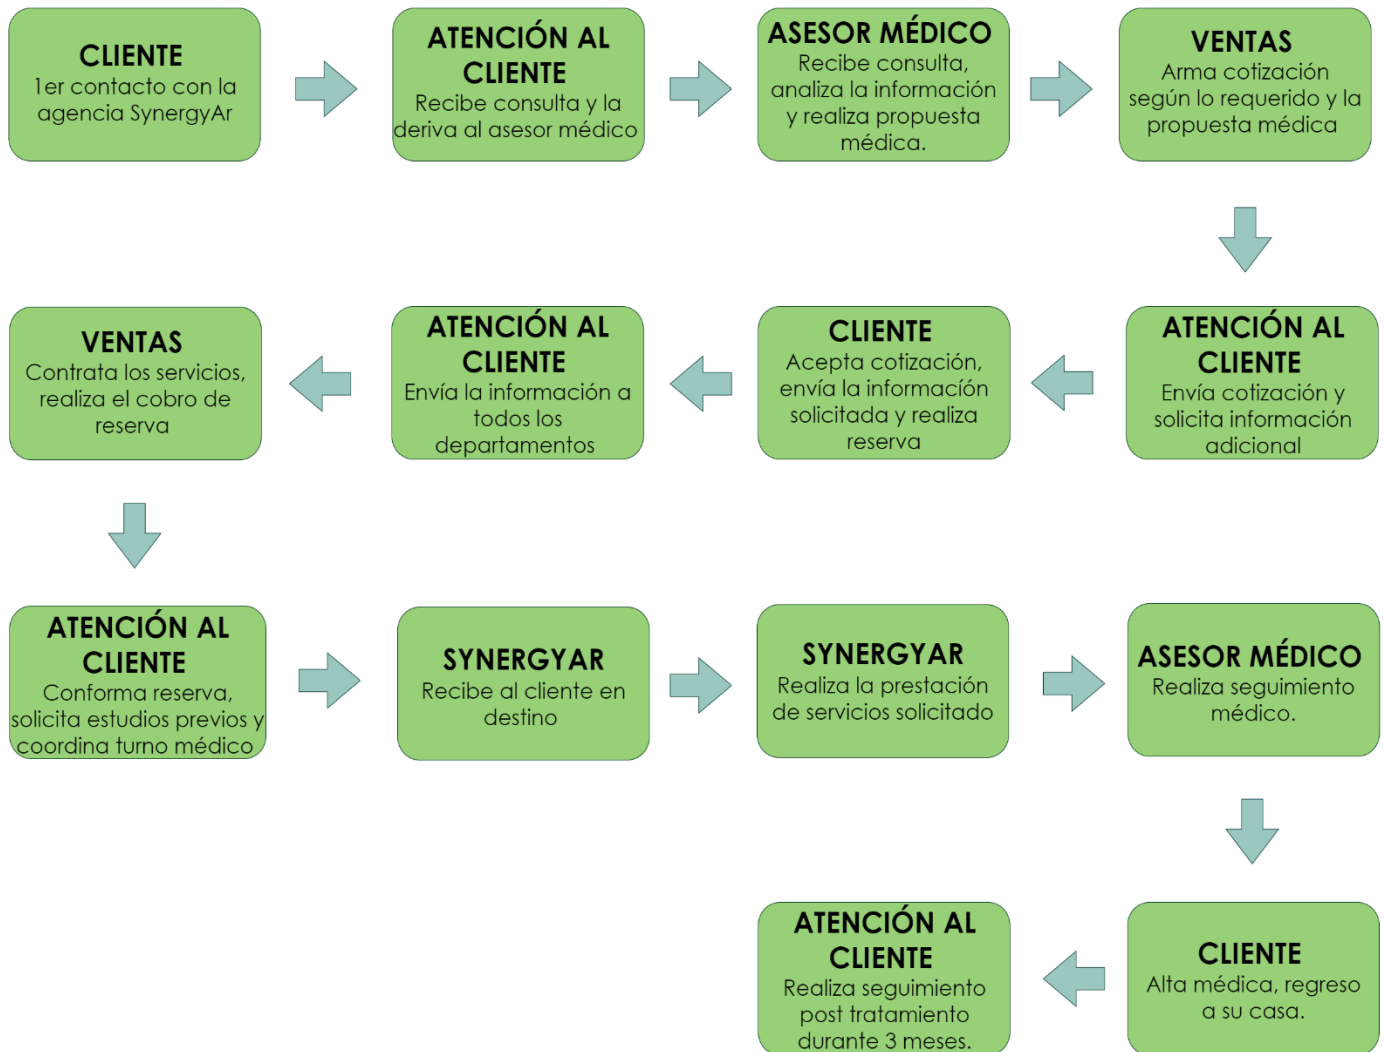 CLIENTE
1er contacto con la
agencia SynergyAr
ATENCIÓN AL
CLIENTE
Recibe consulta y la
deriva al asesor médico
ASESOR MÉDICO
Recibe consulta,
analiza la información
y realiza propuesta
médica.
VENTAS
Arma cotización
según lo requerido y la
propuesta médica
ATENCIÓN AL
CLIENTE
Envía cotización y
solicita información
adicional
CLIENTE
Acepta cotización,
envía la informacíón
solicitada y realiza
reserva
ATENCIÓN AL
CLIENTE
Envía la información a
todos los
departamentos
VENTAS
Contrata los servicios,
realiza el cobro de
reserva
ATENCIÓN AL
CLIENTE
Conforma reserva,
solicita estudios previos y
coordina turno médico
SYNERGYAR
Recibe al cliente en
destino
SYNERGYAR
Realiza la prestación
de servicios solicitado
ASESOR MÉDICO
Realiza seguimiento
médico.
CLIENTE
Alta médica, regreso
a su casa.
ATENCIÓN AL
CLIENTE
Realiza seguimiento
post tratamiento
durante 3 meses.